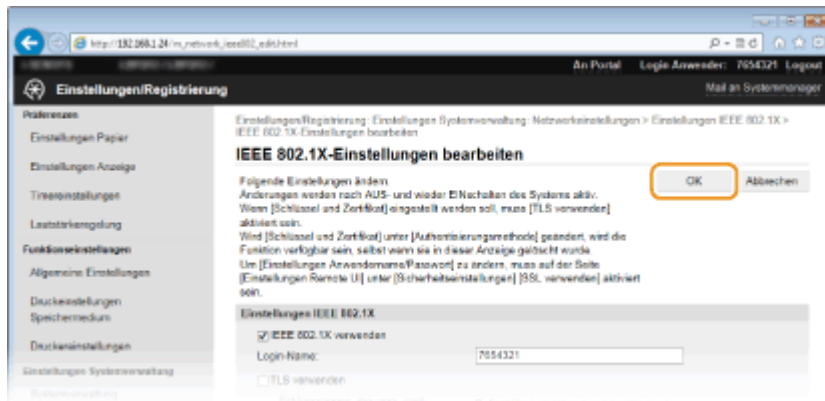 http://192.168.1.24/m_network_ieee802_edit.html
An Portal Login Anwender: 7654321 Logout
Einstellungen/Registrierung
Mail an Systemmanager
Präferenzen
Einstellungen Papier
Einstellungen Anzeige
Timereinstellungen
Lautstärkeregelung
Funktionseinstellungen
Allgemeine Einstellungen
Druckeinstellungen
Speichermedium
Druckereinstellungen
Einstellungen Systemverwaltung
Systemverwaltung
Einstellungen/Registrierung: Einstellungen Systemverwaltung: Netzwerkeinstellungen > Einstellungen IEEE 802.1X >
IEEE 802.1X-Einstellungen bearbeiten
IEEE 802.1X-Einstellungen bearbeiten
OK Abbrechen
Folgende Einstellungen ändern.
Änderungen werden nach AUS- und wieder EINschalten des Systems aktiv.
Wenn [Schlüssel und Zertifikat] eingestellt werden soll, muss [TLS verwenden]
aktiviert sein.
Wird [Schlüssel und Zertifikat] unter [Authentisierungsmethode] geändert, wird die
Funktion verfügbar sein, selbst wenn sie in dieser Anzeige gelöscht wurde.
Um [Einstellungen Anwendername/Passwort] zu ändern, muss auf der Seite
[Einstellungen Remote UI] unter [Sicherheitseinstellungen] [SSL verwenden] aktiviert
sein.
Einstellungen IEEE 802.1X
IEEE 802.1X verwenden
Login-Name: 7654321
TLS verwenden